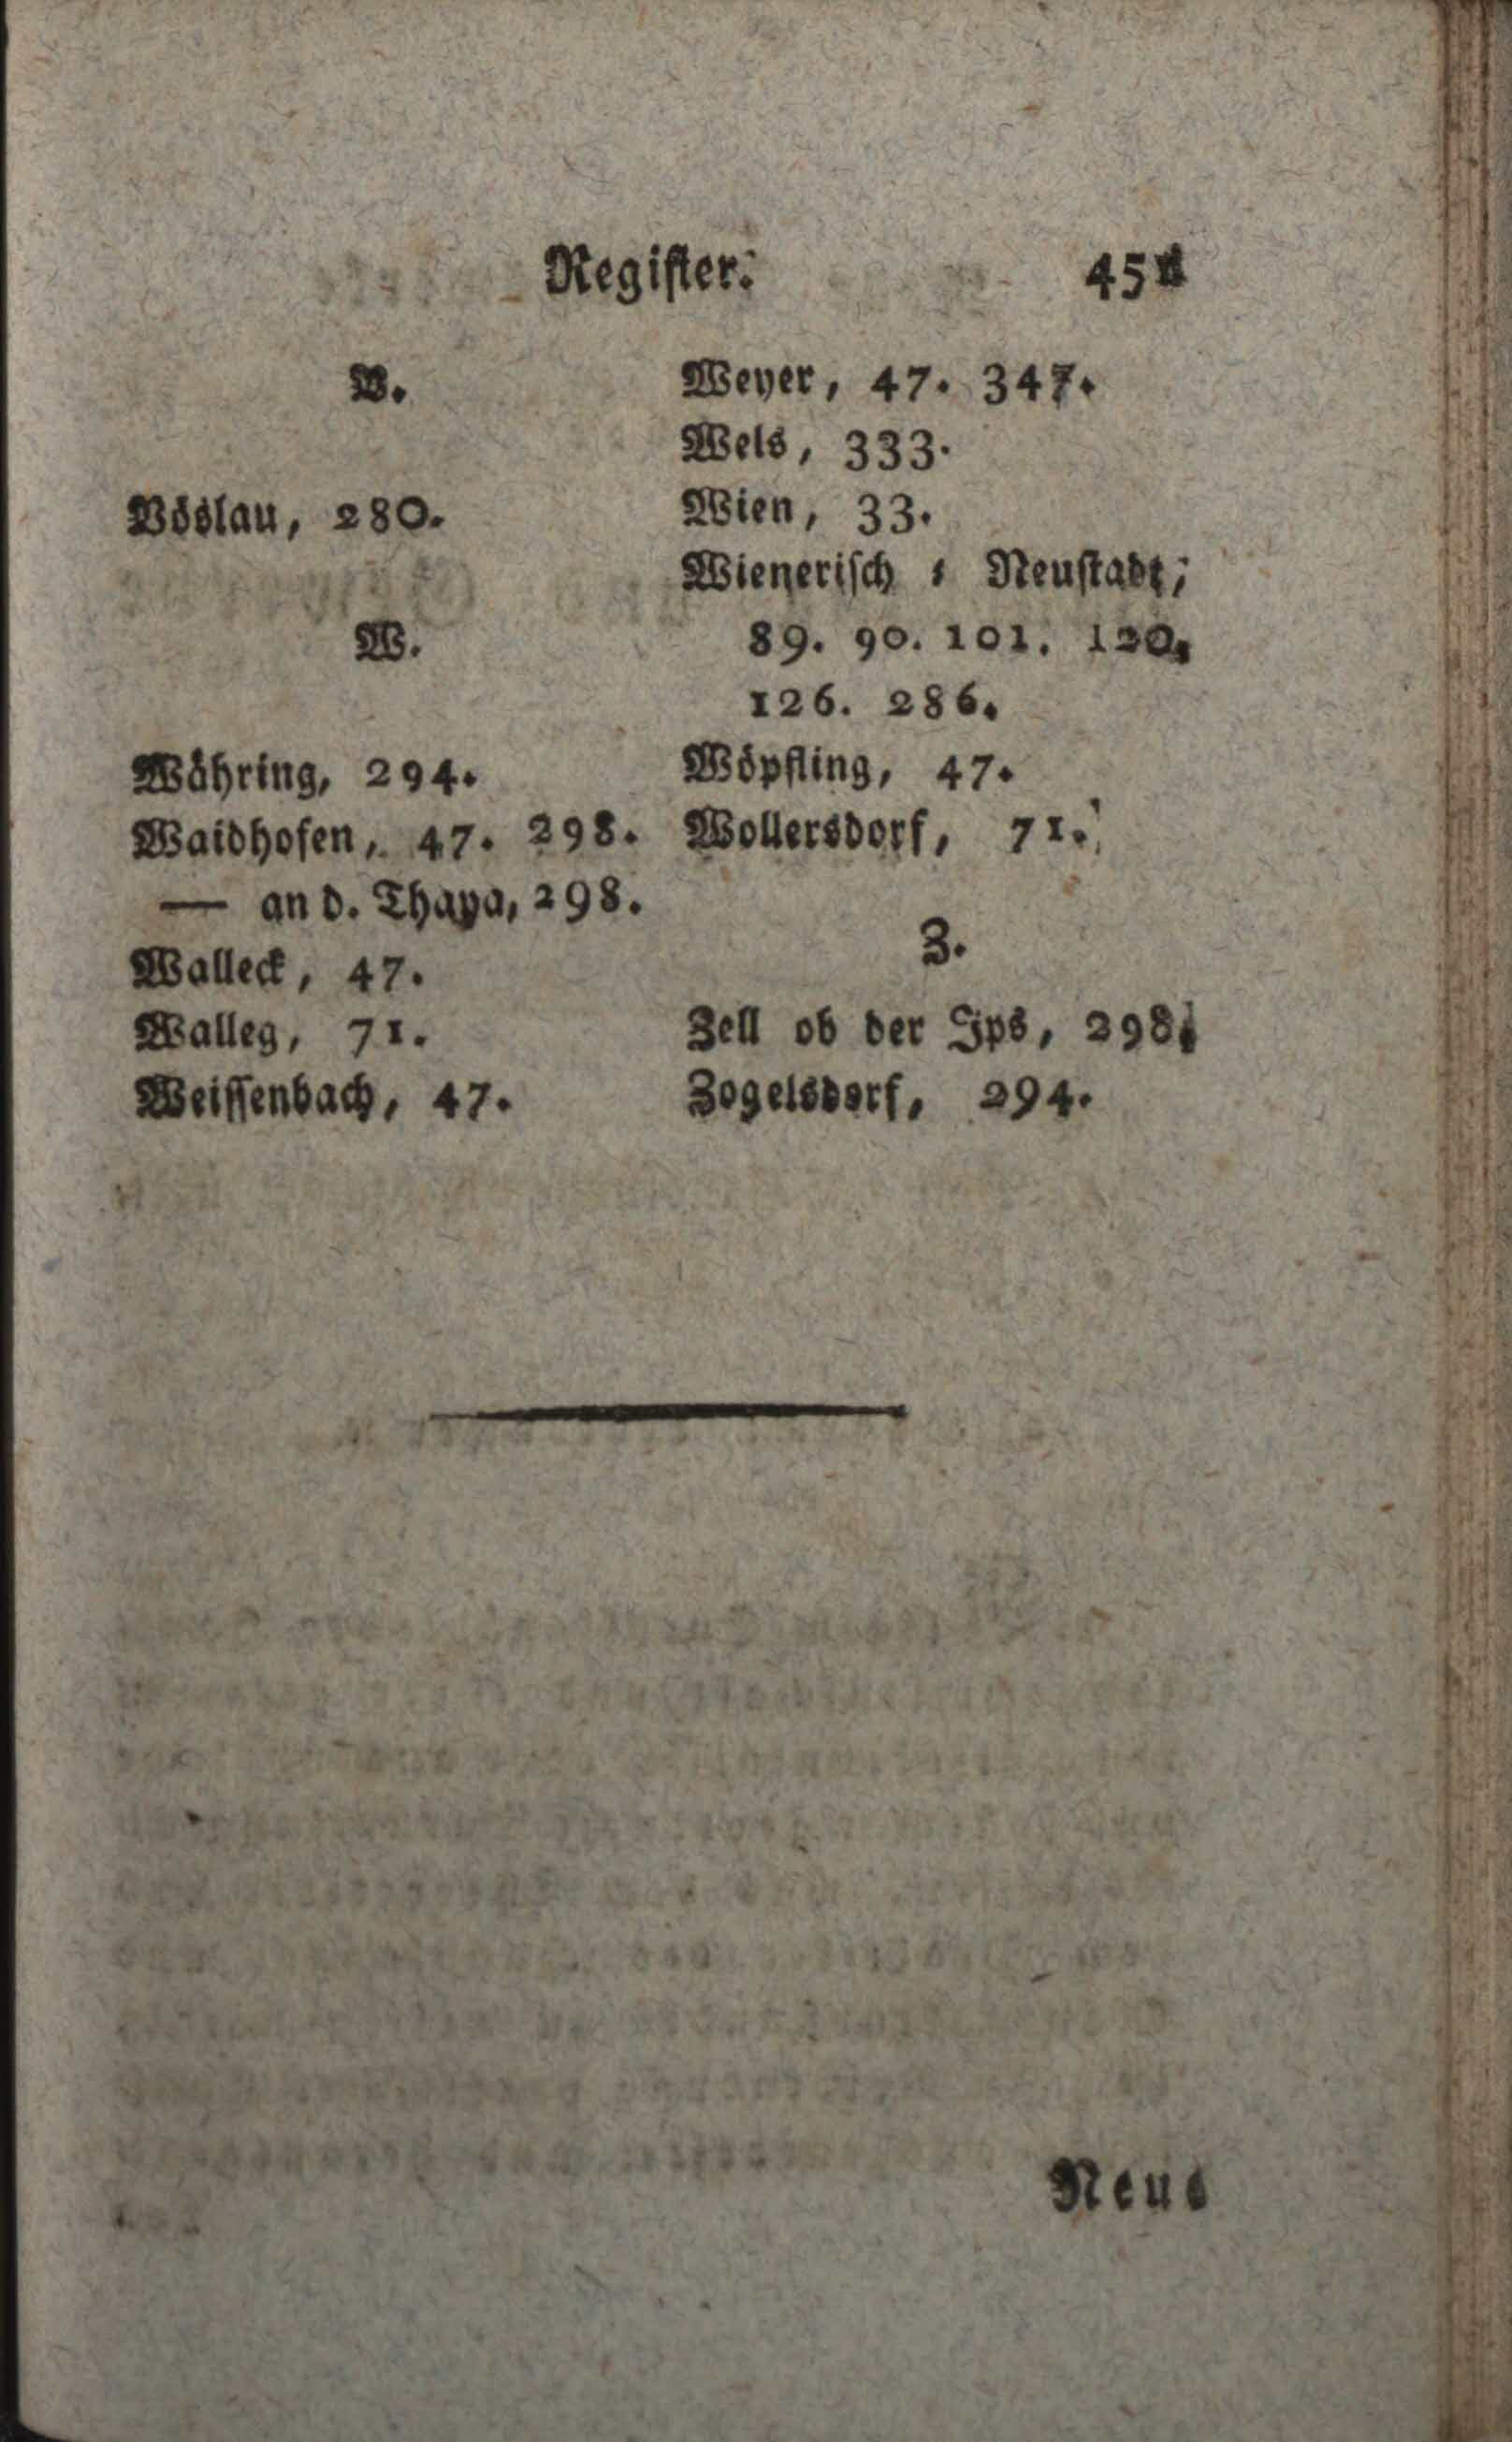 Register. 451
V.
Vöslau, 280.
W.
Währing, 294.
Waidhofen, 47. 298.
— an d. Thaya, 298.
Walleck, 47.
Walleg, 71.
Weissenbach, 47.
Weyer, 47. 347.
Wels, 333.
Wien, 33.
Wienerisch = Neustadt,
89. 90. 101. 120.
126. 286.
Wöpfling, 47.
Wollersdorf, 71.
Z.
Zell ob der Ips, 298.
Zogelsdorf, 294.
Neue